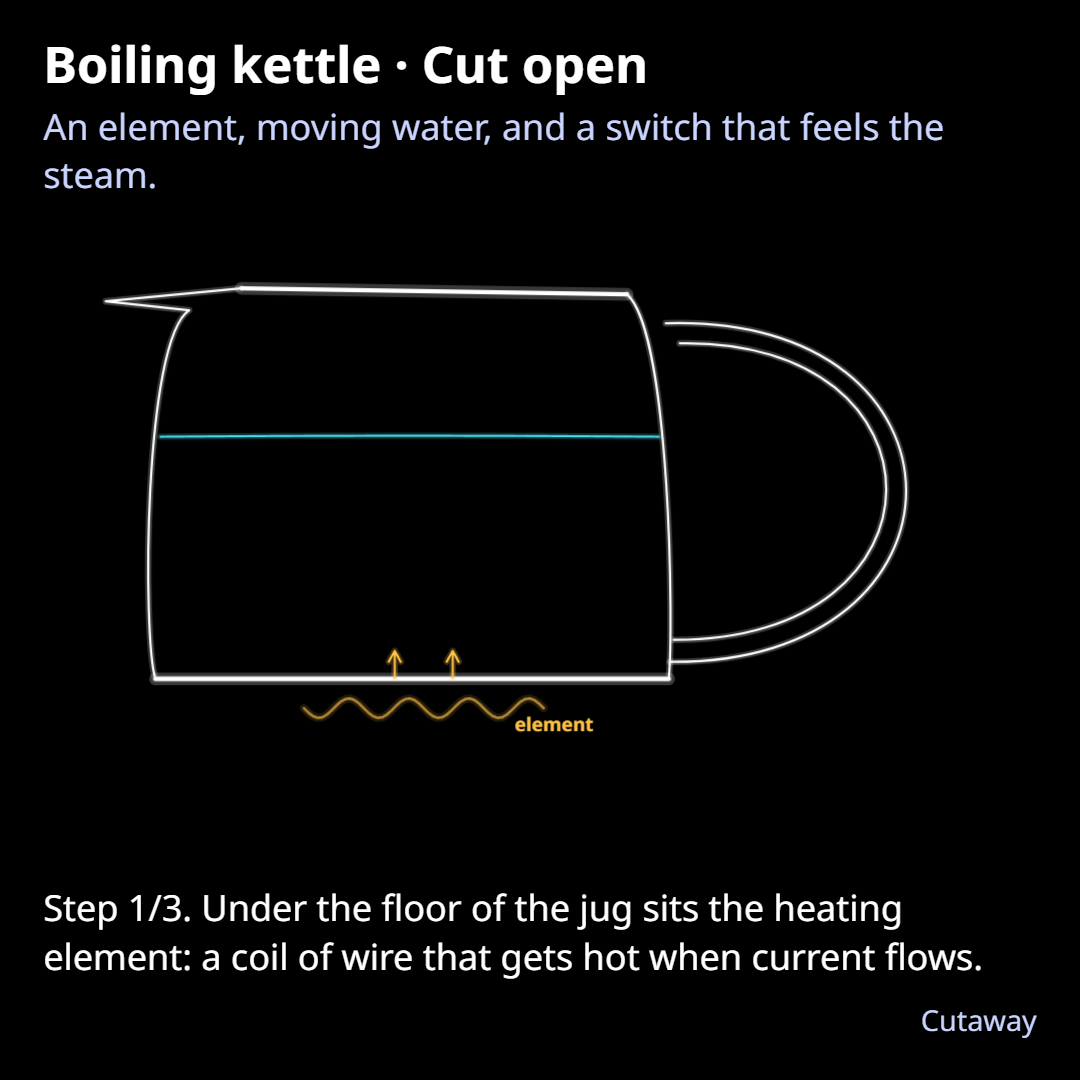 Boiling kettle · Cut open
An element, moving water, and a switch that feels the
steam.
element
Step 1/3. Under the floor of the jug sits the heating
element: a coil of wire that gets hot when current flows.
Cutaway